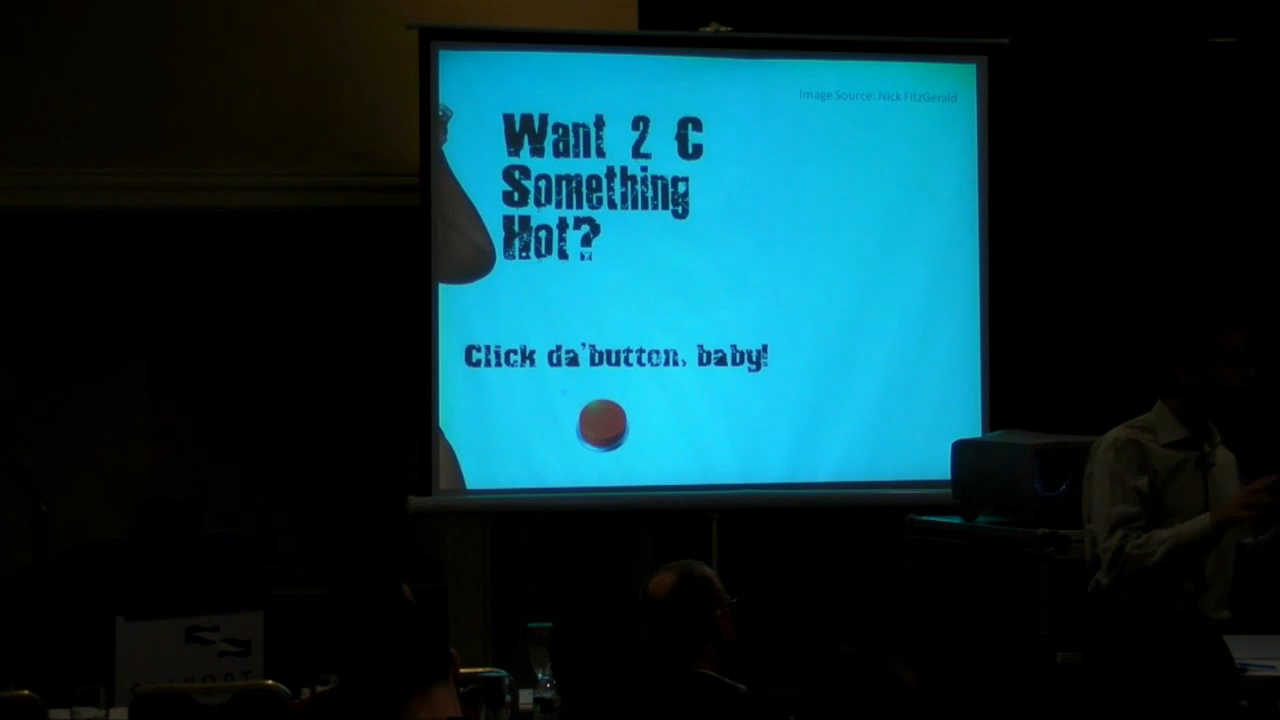 Image Source: Nick FitzGerald
Want 2 C
Something
Hot?
Click da'button, baby!